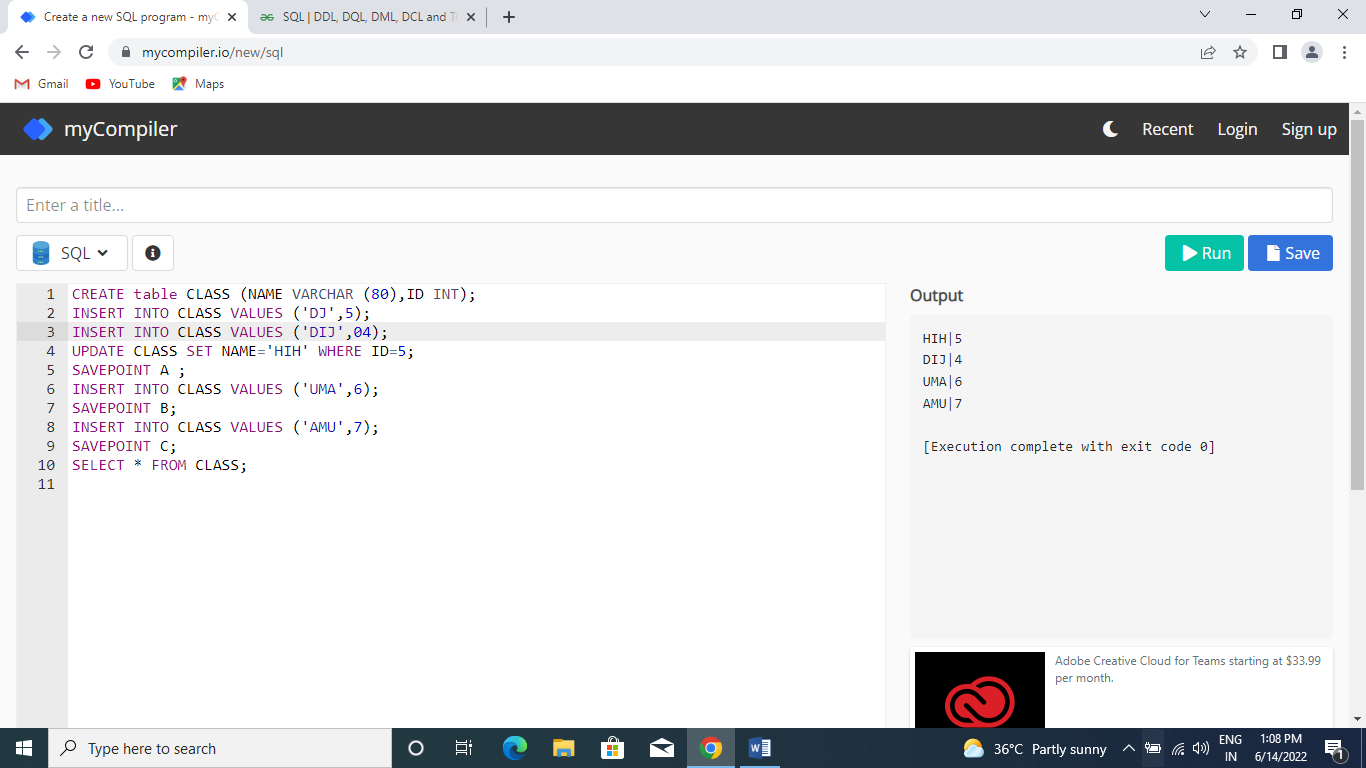 Create a new SQL program - myC
SQL | DDL, DQL, DML, DCL and T
mycompiler.io/new/sql
Gmail
YouTube
Maps
myCompiler
Recent
Login
Sign up
Enter a title...
SQL
Run
Save
1 CREATE table CLASS (NAME VARCHAR (80),ID INT);
2 INSERT INTO CLASS VALUES ('DJ',5);
3 INSERT INTO CLASS VALUES ('DIJ',04);
4 UPDATE CLASS SET NAME='HIH' WHERE ID=5;
5 SAVEPOINT A ;
6 INSERT INTO CLASS VALUES ('UMA',6);
7 SAVEPOINT B;
8 INSERT INTO CLASS VALUES ('AMU',7);
9 SAVEPOINT C;
10 SELECT * FROM CLASS;
11
Output
HIH|5
DIJ|4
UMA|6
AMU|7
[Execution complete with exit code 0]
Adobe Creative Cloud for Teams starting at $33.99
per month.
Type here to search
36°C Partly sunny
ENG
IN
1:08 PM
6/14/2022
1